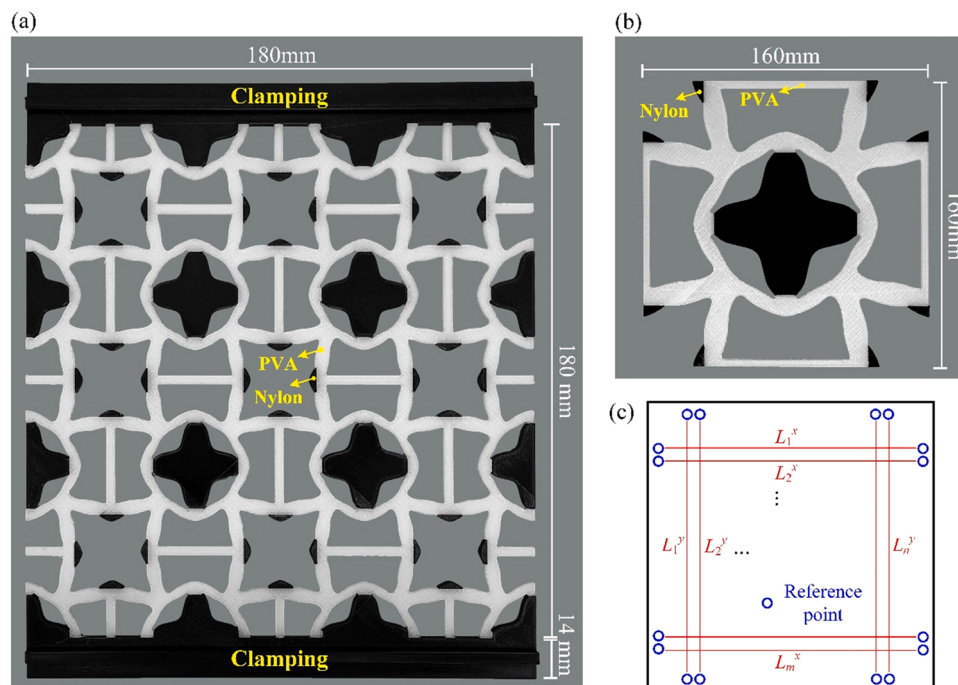 (a)
180mm
Clamping
PVA
Nylon
180 mm
14 mm
Clamping
(b)
160mm
Nylon
PVA
160mm
(c)
L₁ˣ
L₂ˣ
⋮
L₁ʸ
L₂ʸ
...
Lₙʸ
Reference
point
Lₘˣ